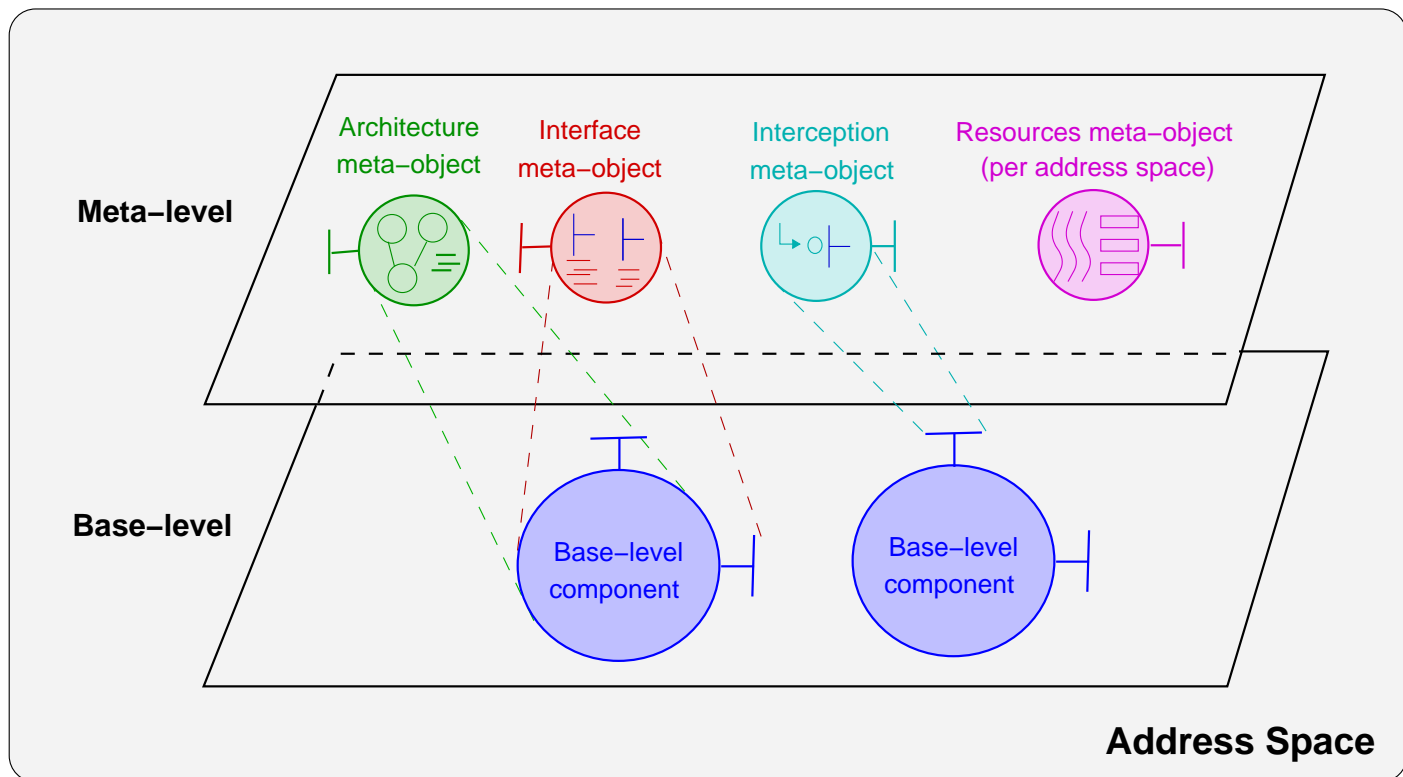 Architecture
meta−object
Interface
meta−object
Interception
meta−object
Resources meta−object
(per address space)
Meta−level
Base−level
Base−level
component
Base−level
component
Address Space